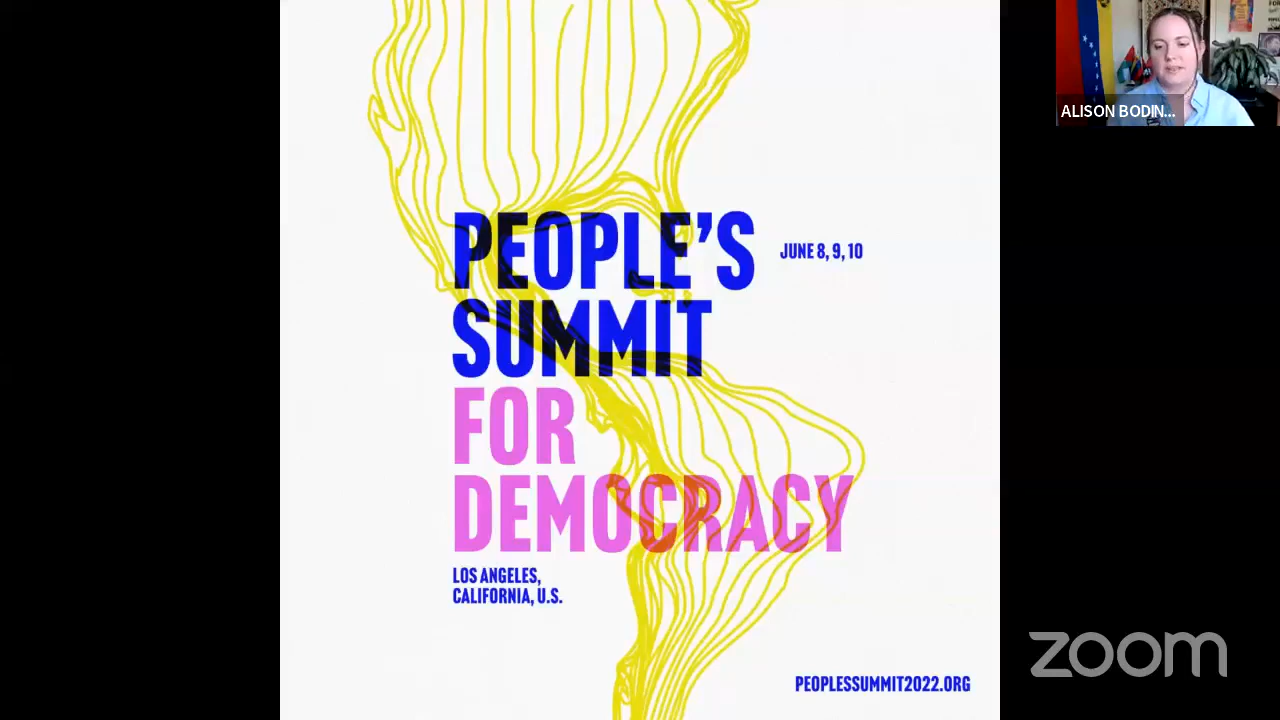 ALISON BODIN...
PEOPLE'S
JUNE 8, 9, 10
SUMMIT
FOR
DEMOCRACY
LOS ANGELES,
CALIFORNIA, U.S.
zoom
PEOPLESSUMMIT2022.ORG